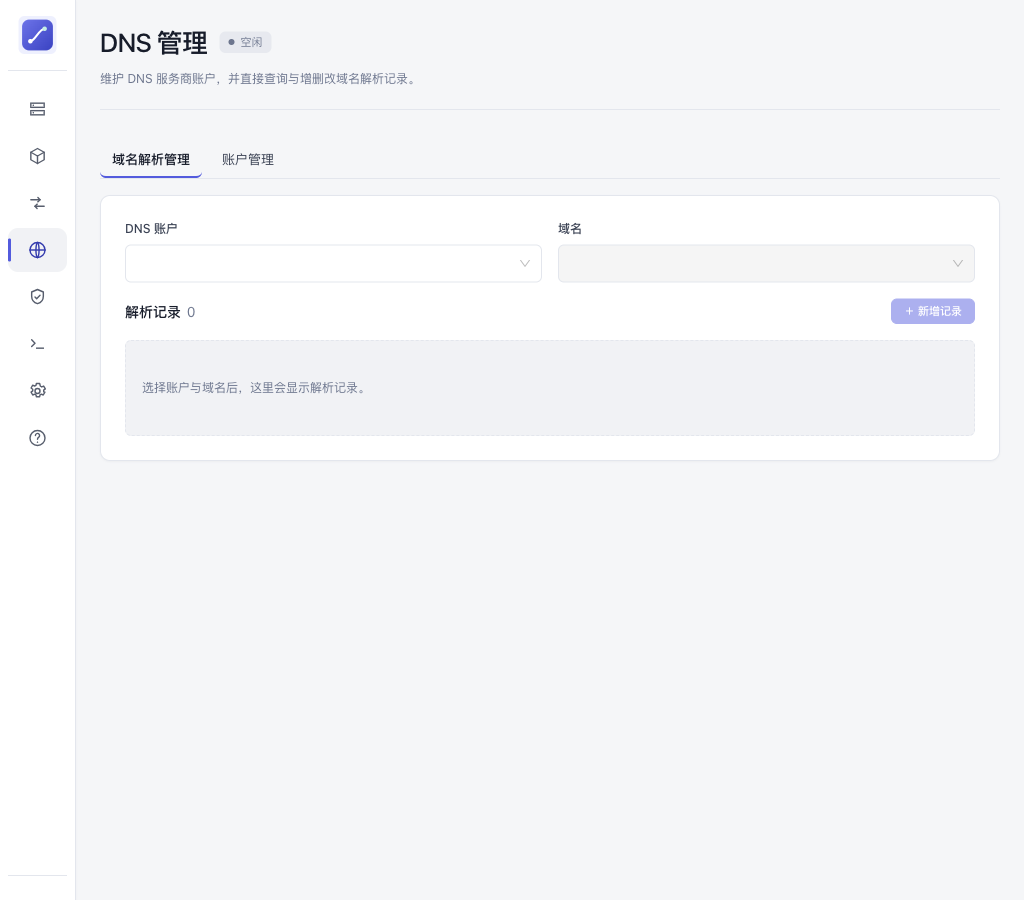 DNS 管理
空闲
维护 DNS 服务商账户，并直接查询与增删改域名解析记录。
域名解析管理
账户管理
DNS 账户
域名
解析记录 0
+ 新增记录
选择账户与域名后，这里会显示解析记录。